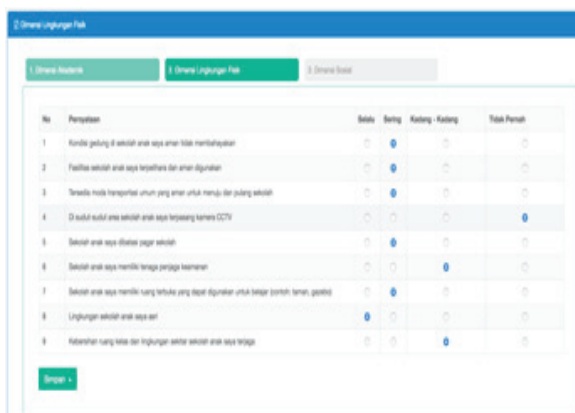 2. Dimensi Lingkungan Fisik
1. Dimensi Akademik
2. Dimensi Lingkungan Fisik
3. Dimensi Sosial
No Pernyataan Selalu Sering Kadang - Kadang Tidak Pernah
1 Kondisi gedung di sekolah anak saya aman tidak membahayakan
2 Fasilitas sekolah anak saya terpelihara dan aman digunakan
3 Tersedia moda transportasi umum yang aman untuk menuju dan pulang sekolah
4 Di sudut-sudut area sekolah anak saya terpasang kamera CCTV
5 Sekolah anak saya dibatasi pagar sekolah
6 Sekolah anak saya memiliki tenaga penjaga keamanan
7 Sekolah anak saya memiliki ruang terbuka yang dapat digunakan untuk belajar (contoh: taman, gazebo)
8 Lingkungan sekolah anak saya asri
9 Kebersihan ruang kelas dan lingkungan sekitar sekolah anak saya terjaga
Simpan